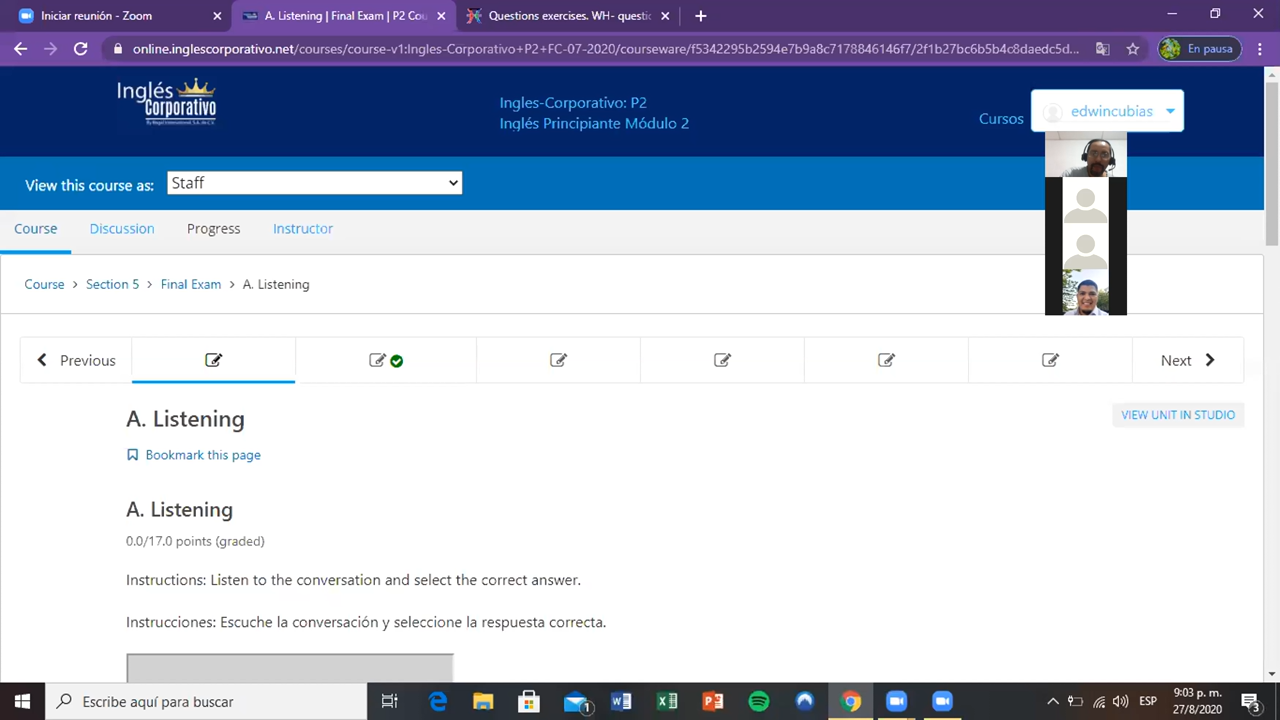 Iniciar reunión - Zoom
A. Listening | Final Exam | P2 Cou
Questions exercises. WH- questi
online.inglescorporativo.net/courses/course-v1:Ingles-Corporativo+P2+FC-07-2020/courseware/f5342295b2594e7b9a8c7178846146f7/2f1b27bc6b5b4c8daedc5d...
En pausa
Inglés
Corporativo
Ingles-Corporativo: P2
Inglés Principiante Módulo 2
Cursos
edwincubias
View this course as:
Staff
Course
Discussion
Progress
Instructor
Course > Section 5 > Final Exam > A. Listening
Previous
Next
A. Listening
VIEW UNIT IN STUDIO
Bookmark this page
A. Listening
0.0/17.0 points (graded)
Instructions: Listen to the conversation and select the correct answer.
Instrucciones: Escuche la conversación y seleccione la respuesta correcta.
Escribe aquí para buscar
1
ESP
9:03 p. m.
27/8/2020
3